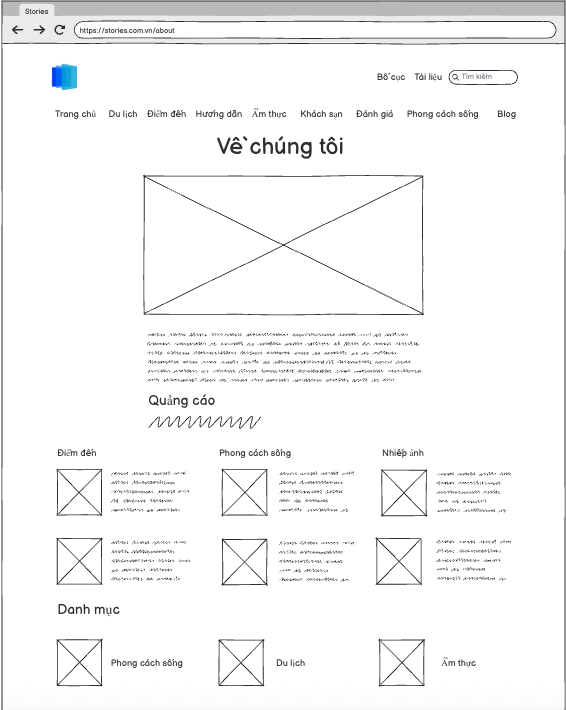 Stories
https://stories.com.vn/about
Bố cục Tài liệu Tìm kiếm
Trang chủ Du lịch Điểm đến Hướng dẫn Ẩm thực Khách sạn Đánh giá Phong cách sống Blog
Về chúng tôi
Quảng cáo
Điểm đến Phong cách sống Nhiếp ảnh
Danh mục
Phong cách sống Du lịch Ẩm thực